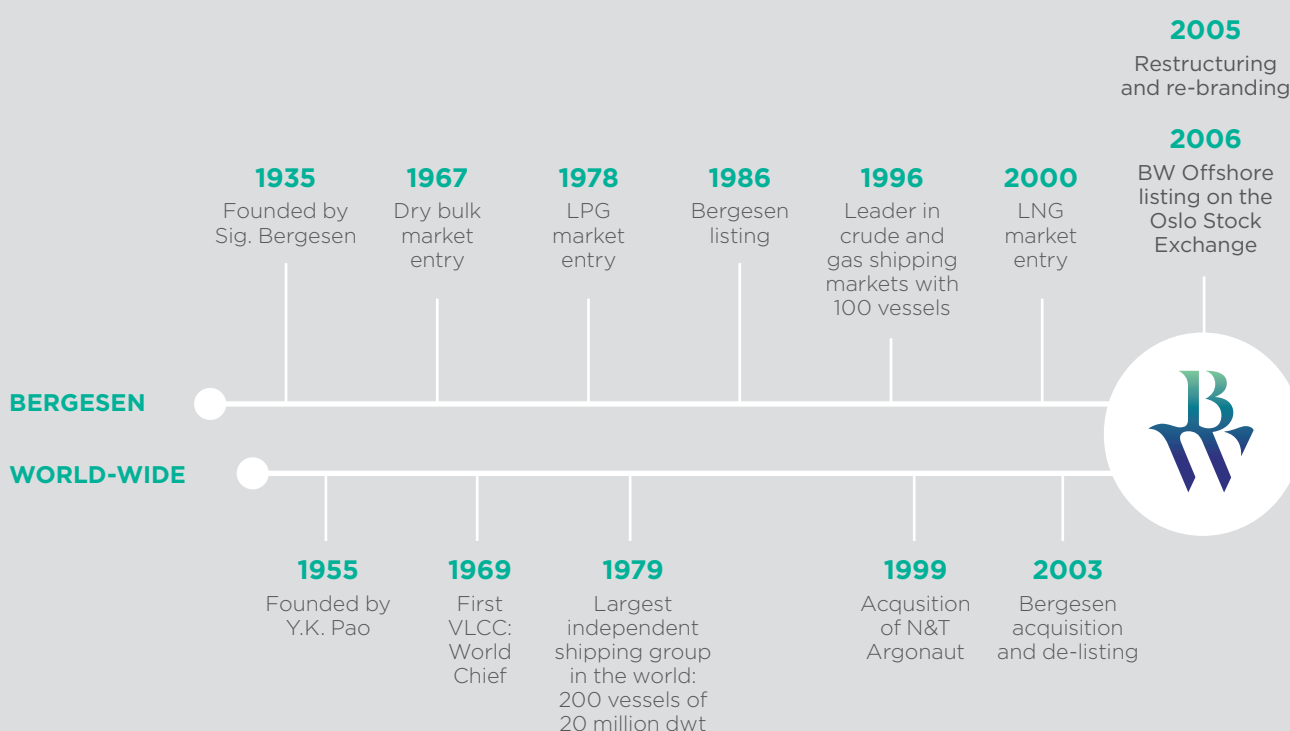 2005
Restructuring
and re-branding
2006
BW Offshore
listing on the
Oslo Stock
Exchange
1935
Founded by
Sig. Bergesen
1967
Dry bulk
market
entry
1978
LPG
market
entry
1986
Bergesen
listing
1996
Leader in
crude and
gas shipping
markets with
100 vessels
2000
LNG
market
entry
BERGESEN
BW
WORLD-WIDE
1955
Founded by
Y.K. Pao
1969
First
VLCC:
World
Chief
1979
Largest
independent
shipping group
in the world:
200 vessels of
20 million dwt
1999
Acqusition
of N&T
Argonaut
2003
Bergesen
acquisition
and de-listing